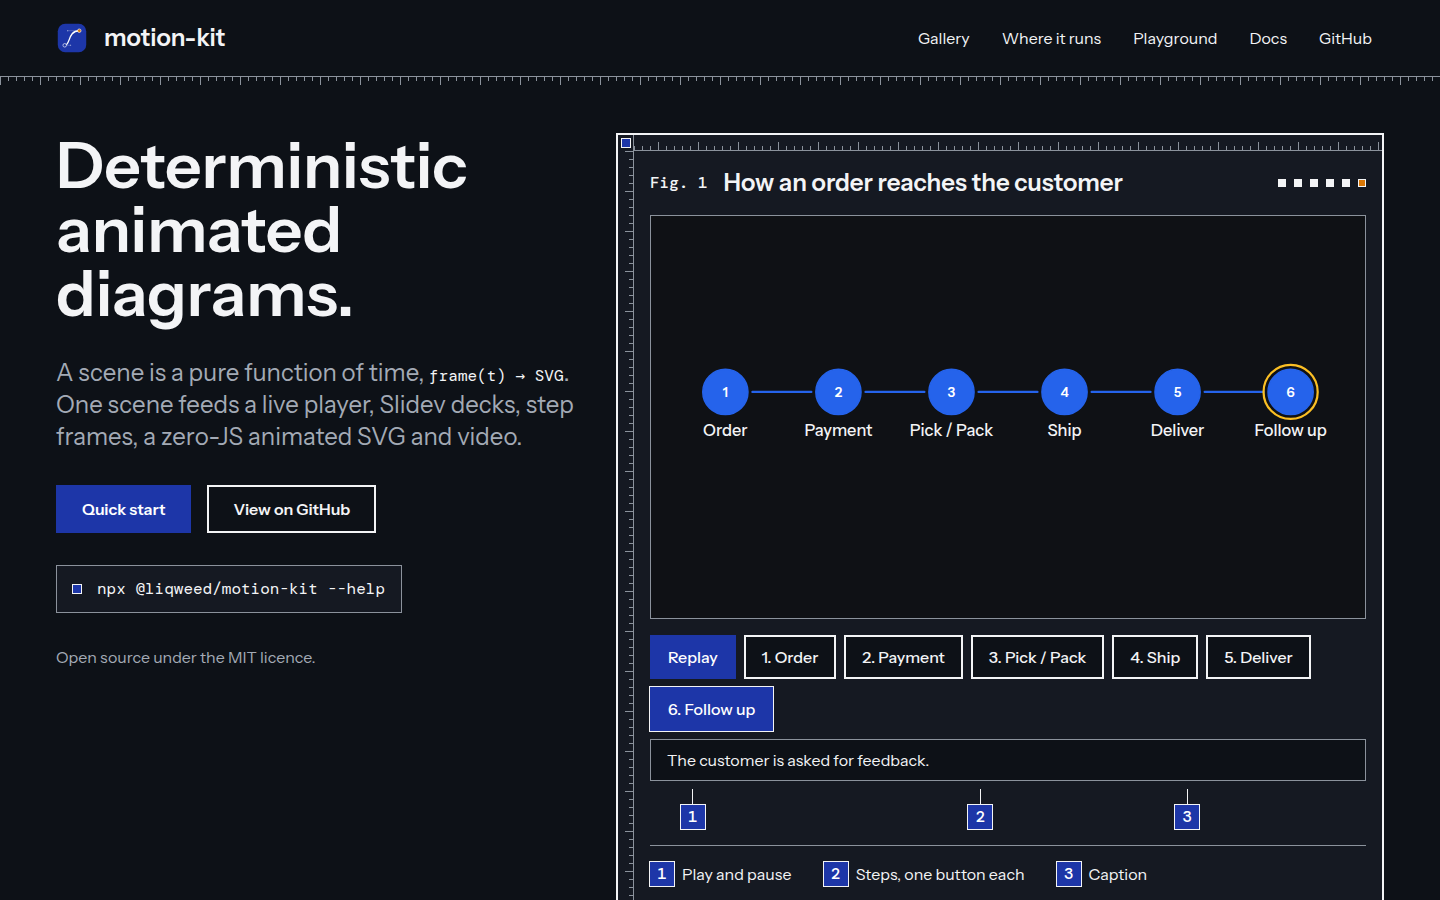 motion-kit
Gallery
Where it runs
Playground
Docs
GitHub
Deterministic
animated
diagrams.
A scene is a pure function of time, frame(t) → SVG.
One scene feeds a live player, Slidev decks, step
frames, a zero-JS animated SVG and video.
Quick start
View on GitHub
npx @liqweed/motion-kit --help
Open source under the MIT licence.
Fig. 1 How an order reaches the customer
1 2 3 4 5 6
Order Payment Pick / Pack Ship Deliver Follow up
Replay
1. Order
2. Payment
3. Pick / Pack
4. Ship
5. Deliver
6. Follow up
The customer is asked for feedback.
1 2 3
1 Play and pause
2 Steps, one button each
3 Caption